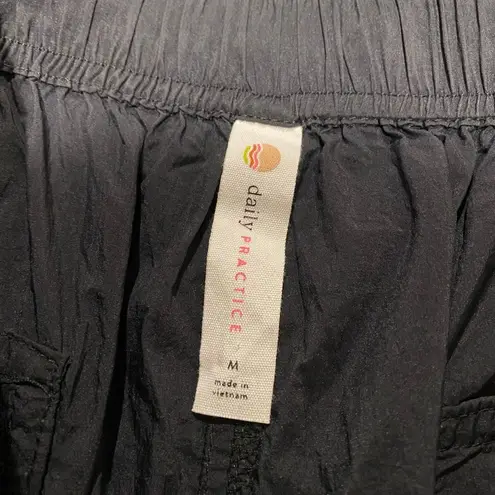 daily PRACTICE
M
made in
vietnam